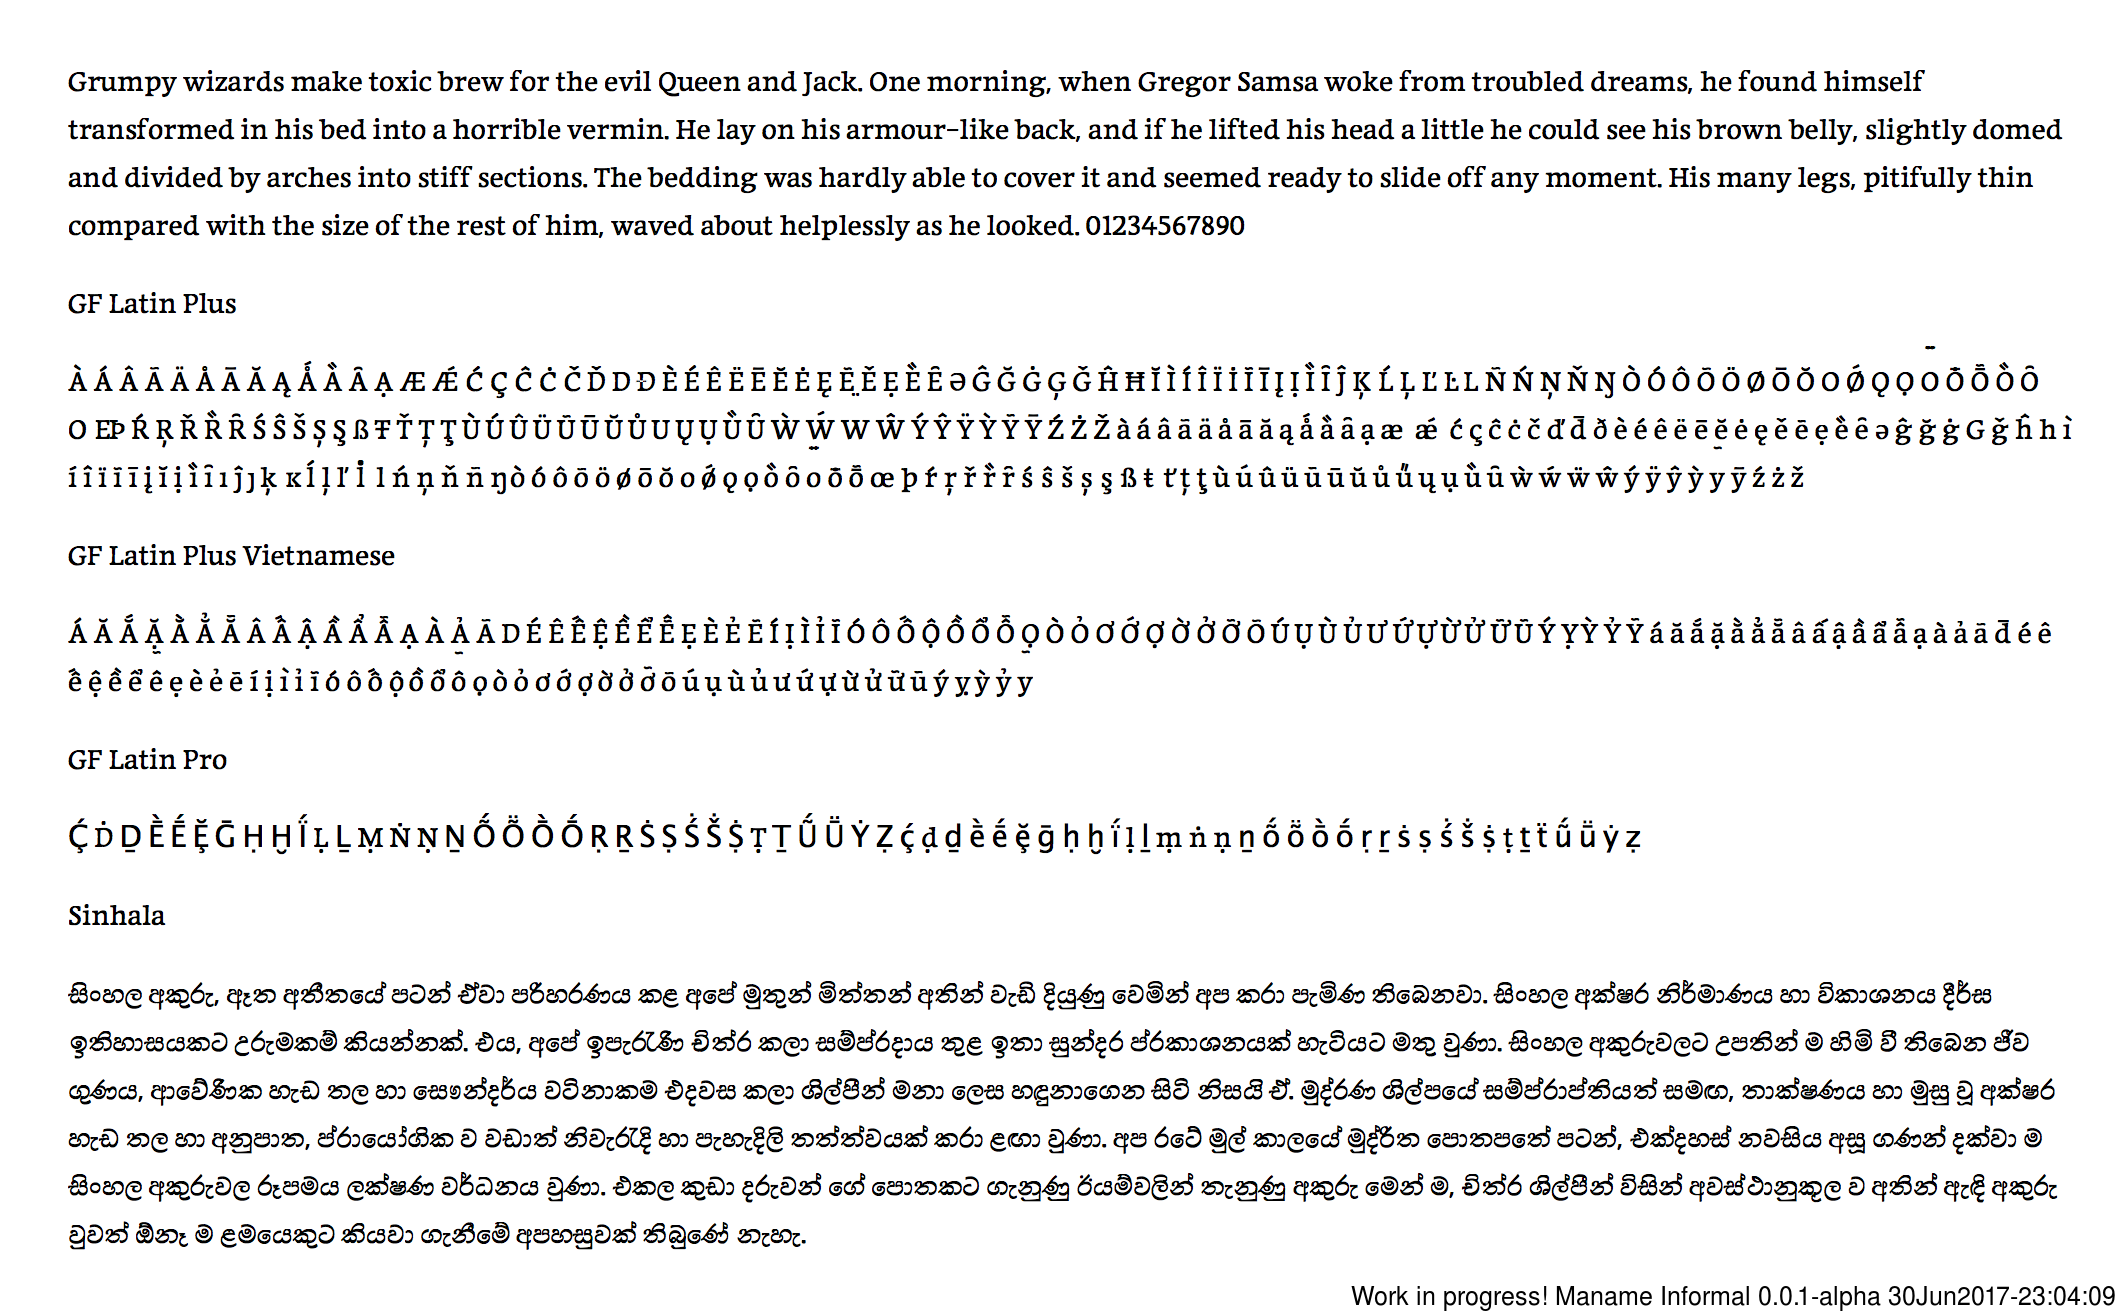 Grumpy wizards make toxic brew for the evil Queen and Jack. One morning, when Gregor Samsa woke from troubled dreams, he found himself
transformed in his bed into a horrible vermin. He lay on his armour-like back, and if he lifted his head a little he could see his brown belly, slightly domed
and divided by arches into stiff sections. The bedding was hardly able to cover it and seemed ready to slide off any moment. His many legs, pitifully thin
compared with the size of the rest of him, waved about helplessly as he looked. 01234567890
GF Latin Plus
À Á Â Ã Ä Å Ā Ă Ą Ǻ Ȁ Ȃ Ạ Æ Ǽ Ć Ç Ĉ Ċ Č Ď D Đ È É Ê Ë Ē Ĕ Ė Ę Ě Ẹ Ȅ Ȇ Ə Ĝ Ğ Ġ Ģ Ǧ Ĥ Ħ Ĭ Ì Í Î Ï İ Ī Į Ị Ȉ Ȋ Ĵ Ķ Ĺ Ļ Ľ Ŀ L Ñ Ń Ņ Ň Ŋ Ò Ó Ô Õ Ö Ø Ō Ŏ O Ǿ Ǫ Ọ O Ȍ Ȏ
O Œ Þ Ŕ Ŗ Ř Ȑ Ȓ Ś Ŝ Š Ș Ş ß Ŧ Ť Ț Ţ Ù Ú Û Ü Ũ Ū Ŭ Ů U Ų Ụ Ȕ Ȗ Ẁ Ẃ W Ŵ Ý Ŷ Ÿ Ỳ Ȳ Ź Ż Ž à á â ã ä å ā ă ą ǻ ȁ ȃ ạ æ ǽ ć ç ĉ ċ č ď ð è é ê ë ē ĕ ė ę ě ẹ ȅ ȇ ə ĝ ğ ġ G ǧ ĥ h ì
í î ï ĩ ī į ĭ ị ȉ ȋ ı ĵ ȷ ķ ĸ ĺ ļ ľ l ń ņ ň ñ ŋ ò ó ô õ ö ø ō ŏ o ǿ ǫ ọ ȍ ȏ o œ þ ŕ ŗ ř ȑ ȓ ś ŝ š ș ş ß ŧ ť ț ţ ù ú û ü ũ ū ŭ ů ű ų ụ ȕ ȗ ẁ ẃ ẅ ŵ ý ÿ ŷ ỳ y ȳ ź ż ž
GF Latin Plus Vietnamese
Á Ă Ắ Ặ Ằ Ẳ Ẵ Â Ấ Ậ Ầ Ẩ Ẫ Ạ À Ả Ã D É Ê Ế Ệ Ề Ể Ễ Ẹ È Ẻ Ẽ Í Ị Ì Ỉ Ĩ Ó Ô Ố Ộ Ồ Ổ Ỗ Ọ Ò Ỏ Ơ Ớ Ợ Ờ Ở Ỡ Õ Ú Ụ Ù Ủ Ư Ứ Ự Ừ Ử Ữ Ũ Ý Ỵ Ỳ Ỷ Ỹ á ă ắ ặ ằ ẳ ẵ â ấ ậ ầ ẩ ẫ ạ à ả ã d̄ é ê
ế ệ ề ể ê ẹ è ẻ ẽ í ị ì ỉ ĩ ó ô ố ộ ồ ổ ô ọ ò ỏ ơ ớ ợ ờ ở ỡ õ ú ụ ù ủ ư ứ ự ừ ử ữ ũ ý ỵ ỳ ỷ y
GF Latin Pro
Ḉ Ḋ Ḏ Ḕ Ḗ Ḝ Ḡ Ḥ Ḫ Ḯ Ḷ Ḻ Ṃ Ṅ Ṇ Ṉ Ṍ Ṏ Ṑ Ṓ Ṛ Ṟ Ṡ Ṣ Ṥ Ṧ Ṩ Ṭ Ṯ Ṹ Ṻ Ẏ Ẓ ḉ ḍ ḏ ḕ ḗ ḝ ḡ ḥ ḫ ḯ ḷ ḻ ṃ ṅ ṇ ṉ ṍ ṏ ṑ ṓ ṛ ṟ ṡ ṣ ṥ ṧ ṩ ṭ ṯ ẗ ṹ ṻ ẏ ẓ
Sinhala
සිංහල අකුරු, ඈත අතීතයේ පටන් ඒවා පරිහරණය කළ අපේ මුතුන් මිත්තන් අතින් වැඩි දියුණු වෙමින් අප කරා පැමිණ තිබෙනවා. සිංහල අක්ෂර නිර්මාණය හා විකාශනය දීර්ඝ
ඉතිහාසයකට උරුමකම් කියන්නක්. එය, අපේ ඉපැරැණි චිත්ර කලා සම්ප්රදාය තුළ ඉතා සුන්දර ප්රකාශනයක් හැටියට මතු වුණා. සිංහල අකුරුවලට උපතින් ම හිමි වී තිබෙන ජීව
ගුණය, ආවේණික හැඩ තල හා සෞන්දර්ය වටිනාකම එදවස කලා ශිල්පීන් මනා ලෙස හඳුනාගෙන සිටි නිසයි ඒ. මුද්රණ ශිල්පයේ සම්ප්රාප්තියත් සමඟ, තාක්ෂණය හා මුසු වූ අක්ෂර
හැඩ තල හා අනුපාත, ප්රායෝගික ව වඩාත් නිවැරැදි හා පැහැදිලි තත්ත්වයක් කරා ළඟා වුණා. අප රටේ මුල් කාලයේ මුද්රිත පොතපතේ පටන්, එක්දහස් නවසිය අසූ ගණන් දක්වා ම
සිංහල අකුරුවල රූපමය ලක්ෂණ වර්ධනය වුණා. එකල කුඩා දරුවන් ගේ පොතකට ගැනුණු ඊයම්වලින් තැනුණු අකුරු මෙන් ම, චිත්ර ශිල්පීන් විසින් අවස්ථානුකූල ව අතින් ඇඳි අකුරු
වුවත් ඕනෑ ම ළමයෙකුට කියවා ගැනීමේ අපහසුවක් තිබුණේ නැහැ.
Work in progress! Maname Informal 0.0.1-alpha 30Jun2017-23:04:09